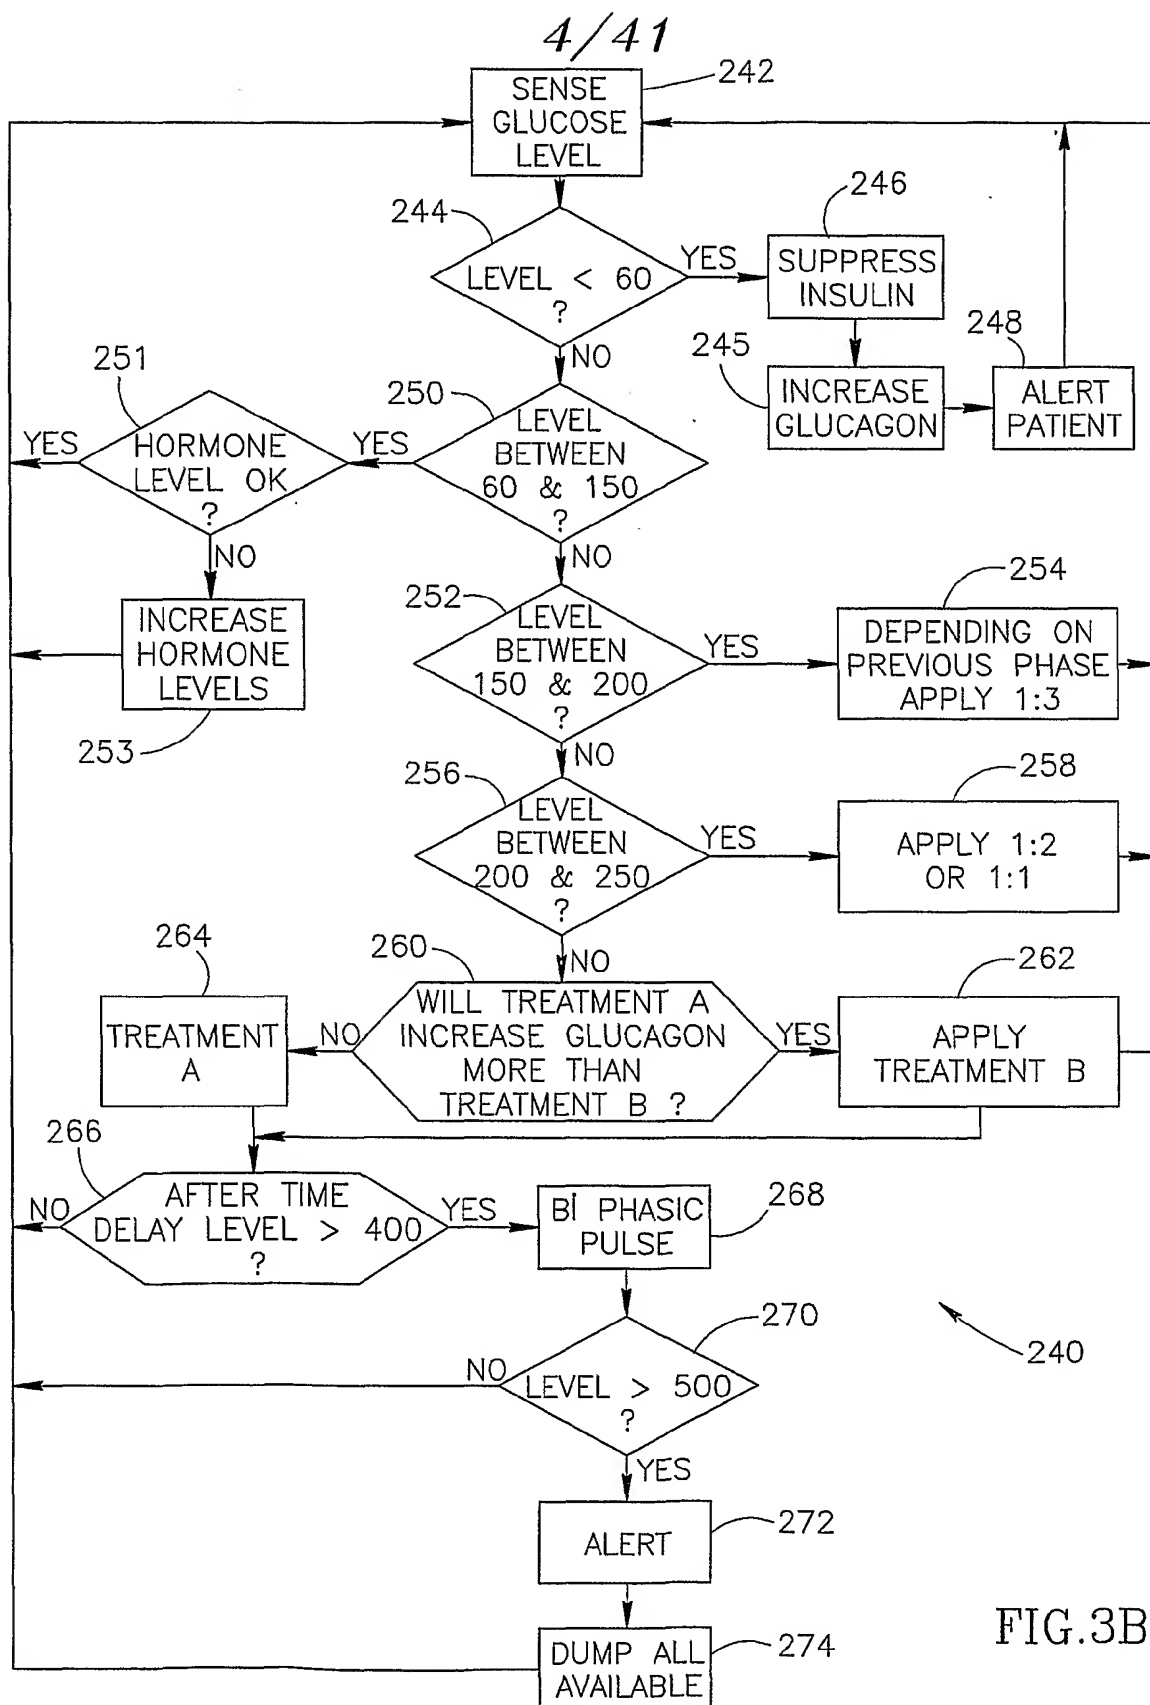 4/41
SENSE
GLUCOSE
LEVEL
242
244
LEVEL < 60
?
YES
NO
246
SUPPRESS
INSULIN
245
INCREASE
GLUCAGON
248
ALERT
PATIENT
250
LEVEL
BETWEEN
60 & 150
?
YES
NO
251
HORMONE
LEVEL OK
?
YES
NO
INCREASE
HORMONE
LEVELS
253
252
LEVEL
BETWEEN
150 & 200
?
YES
NO
254
DEPENDING ON
PREVIOUS PHASE
APPLY 1:3
256
LEVEL
BETWEEN
200 & 250
?
YES
NO
258
APPLY 1:2
OR 1:1
260
WILL TREATMENT A
INCREASE GLUCAGON
MORE THAN
TREATMENT B ?
NO
YES
264
TREATMENT
A
262
APPLY
TREATMENT B
266
AFTER TIME
DELAY LEVEL > 400
?
NO
YES
BI PHASIC
PULSE
268
270
LEVEL > 500
?
NO
YES
240
ALERT
272
DUMP ALL
AVAILABLE
274
FIG.3B